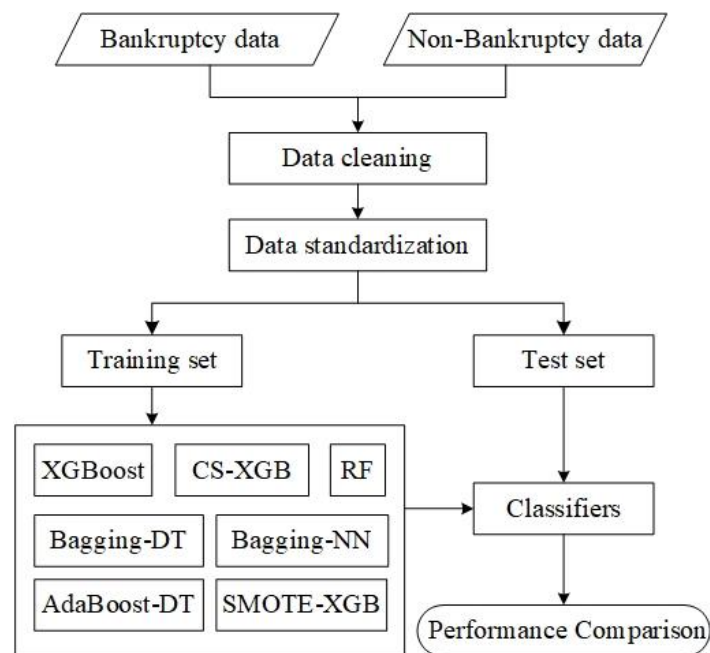 Bankruptcy data
Non-Bankruptcy data
Data cleaning
Data standardization
Training set
Test set
XGBoost
CS-XGB
RF
Bagging-DT
Bagging-NN
AdaBoost-DT
SMOTE-XGB
Classifiers
Performance Comparison